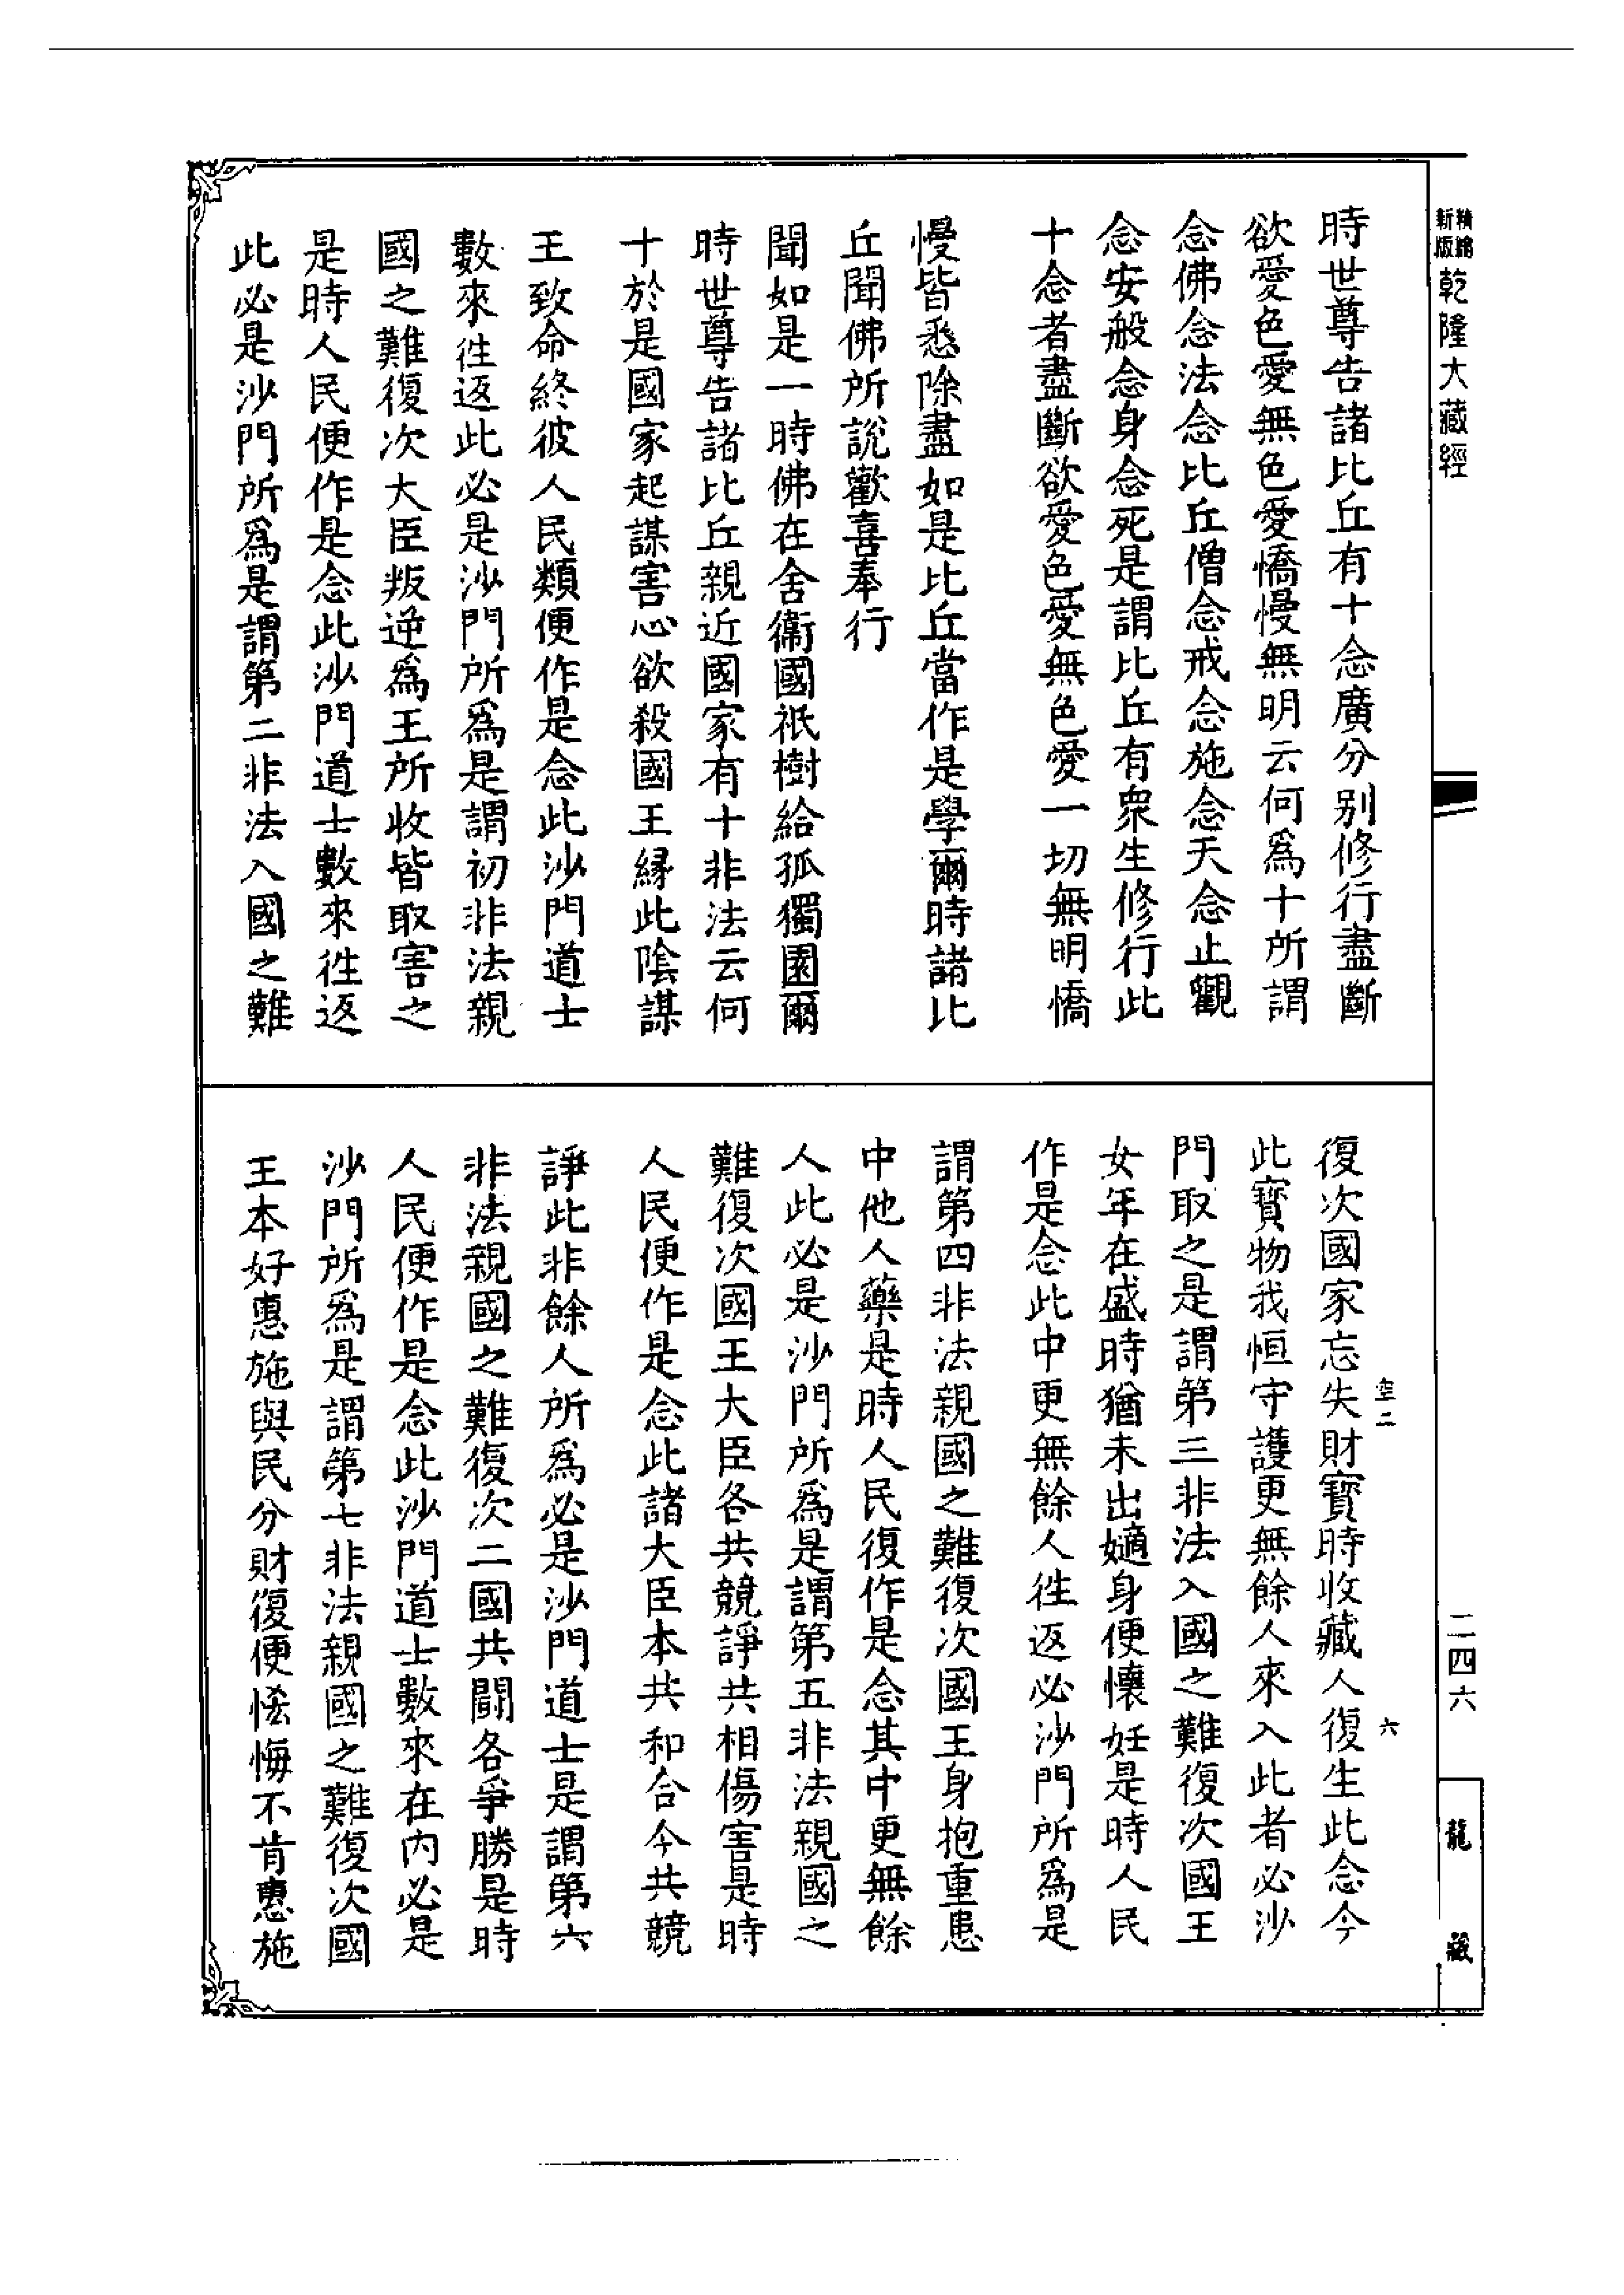 新版
精縮
乾隆大藏經
時世尊告諸比丘有十念廣分别修行盡斷
欲愛色愛無色愛憍慢無明云何為十所謂
念佛念法念比丘僧念戒念施念天念止觀
念安般念身念死是謂比丘有衆生修行此
十念者盡斷欲愛色愛無色愛一切無明憍
慢皆悉除盡如是比丘當作是學爾時諸比
丘聞佛所說歡喜奉行
聞如是一時佛在舍衞國祇樹給孤獨園爾
時世尊告諸比丘親近國家有十非法云何
十於是國家起謀害心欲殺國王緣此陰謀
王致命終彼人民類便作是念此沙門道士
數來徃返此必是沙門所爲是謂初非法親
國之難復次大臣叛逆爲王所收皆取害之
是時人民便作是念此沙門道士數來徃返
此必是沙門所爲是謂第二非法入國之難
復次國家忘失財寶時收藏人復生此念今
此寶物我恒守護更無餘人來入此者必沙
門取之是謂第三非法入國之難復次國王
女年在盛時猶未出嫡身便懷妊是時人民
作是念此中更無餘人徃返必沙門所爲是
謂第四非法親國之難復次國王身抱重患
中他人藥是時人民復作是念其中更無餘
人此必是沙門所爲是謂第五非法親國之
難復次國王大臣各共競諍共相傷害是時
人民便作是念此諸大臣本共和合今共競
諍此非餘人所爲必是沙門道士是謂第六
非法親國之難復次二國共鬪各爭勝是時
人民便作是念此沙門道士數來在内必是
沙門所爲是謂第七非法親國之難復次國
王本好惠施與民分財復便悋悔不肯惠施
空二
六
二四六
龍藏